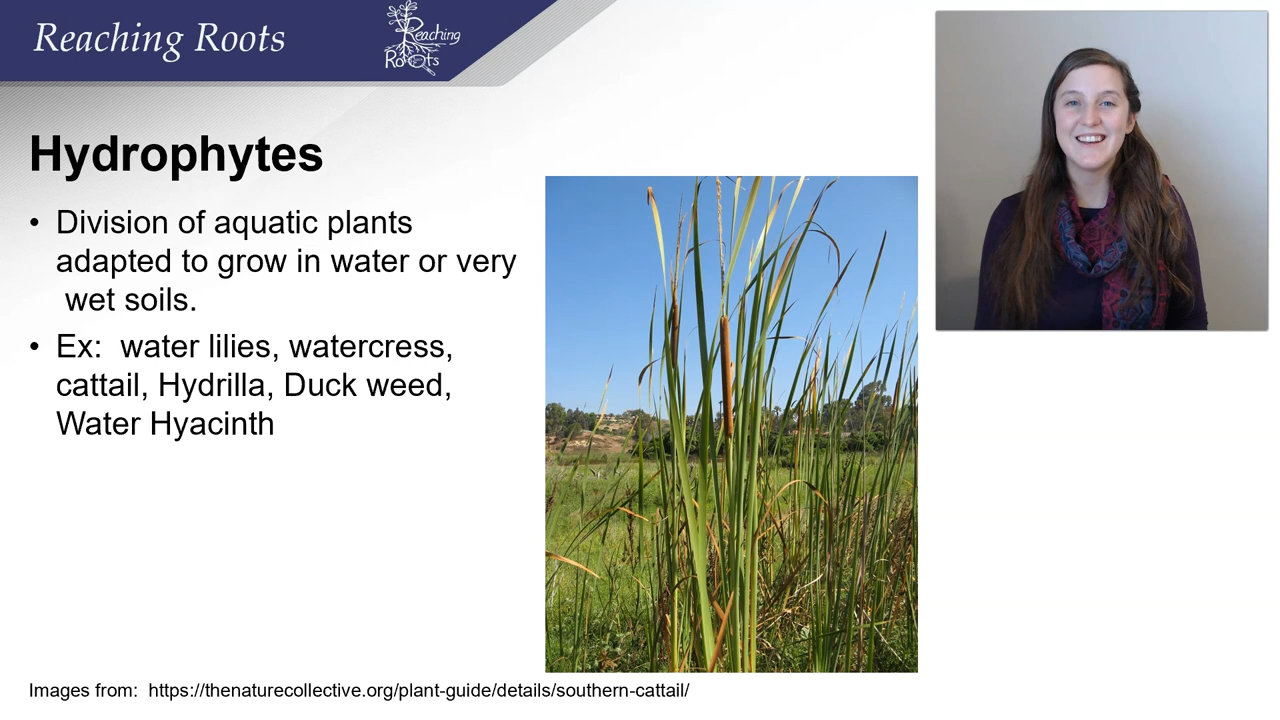 Reaching Roots
Reaching
Roots
Hydrophytes
• Division of aquatic plants
adapted to grow in water or very
wet soils.
• Ex:  water lilies, watercress,
cattail, Hydrilla, Duck weed,
Water Hyacinth
Images from:  https://thenaturecollective.org/plant-guide/details/southern-cattail/